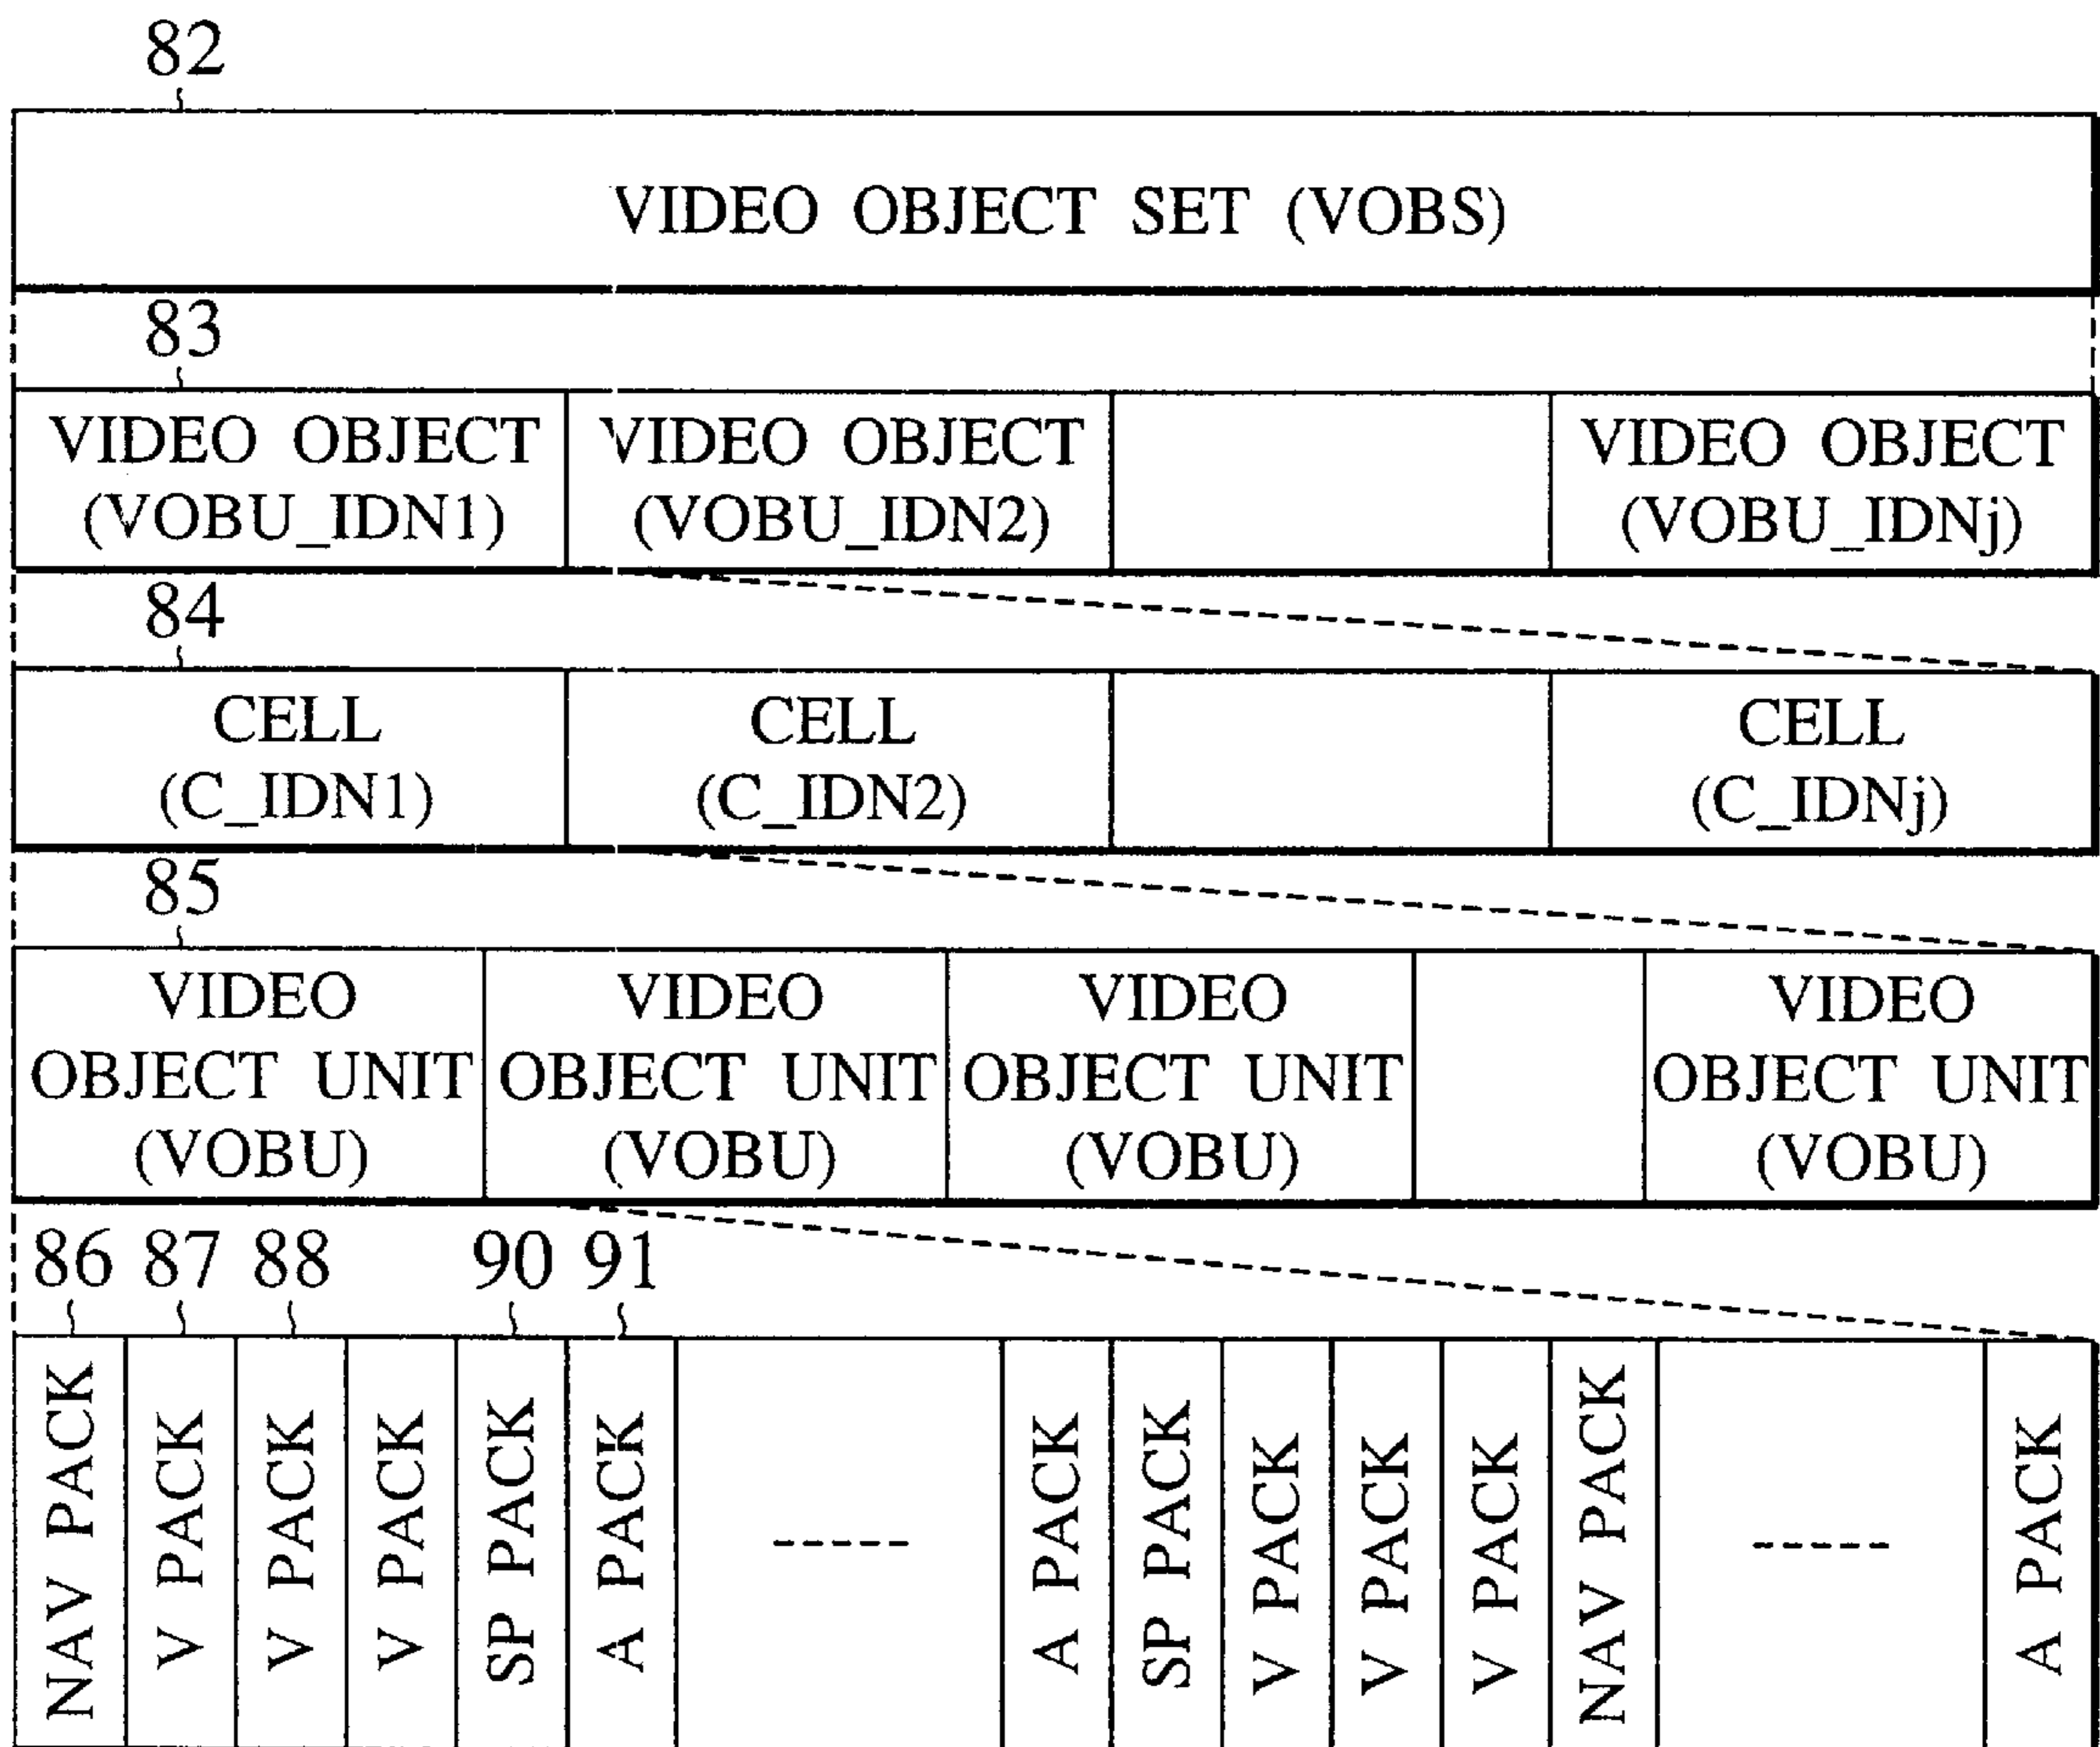 82
VIDEO OBJECT SET (VOBS)
83
VIDEO OBJECT
(VOBU_IDN1)
VIDEO OBJECT
(VOBU_IDN2)
VIDEO OBJECT
(VOBU_IDNj)
84
CELL
(C_IDN1)
CELL
(C_IDN2)
CELL
(C_IDNj)
85
VIDEO
OBJECT UNIT
(VOBU)
VIDEO
OBJECT UNIT
(VOBU)
VIDEO
OBJECT UNIT
(VOBU)
VIDEO
OBJECT UNIT
(VOBU)
86 87 88 90 91
NAV PACK
V PACK
V PACK
V PACK
SP PACK
A PACK
-----
A PACK
SP PACK
V PACK
V PACK
V PACK
NAV PACK
-----
A PACK